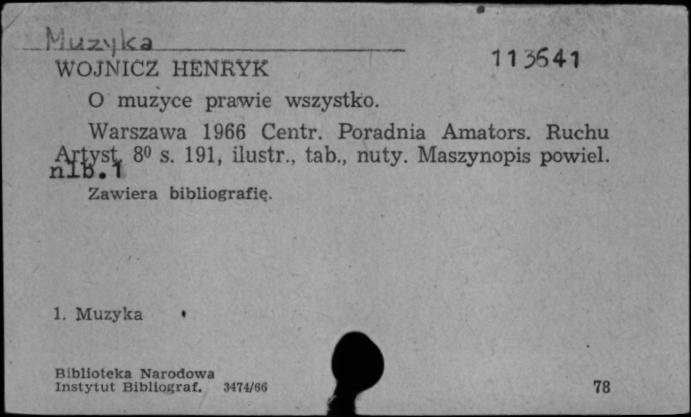 Muzyka
113641
WOJNICZ HENRYK
O muzyce prawie wszystko.
Warszawa 1966 Centr. Poradnia Amators. Ruchu
Artyst. 8⁰ s. 191, ilustr., tab., nuty. Maszynopis powiel.
nlb.1
Zawiera bibliografię.
1. Muzyka
Biblioteka Narodowa
Instytut Bibliograf. 3474/66
78